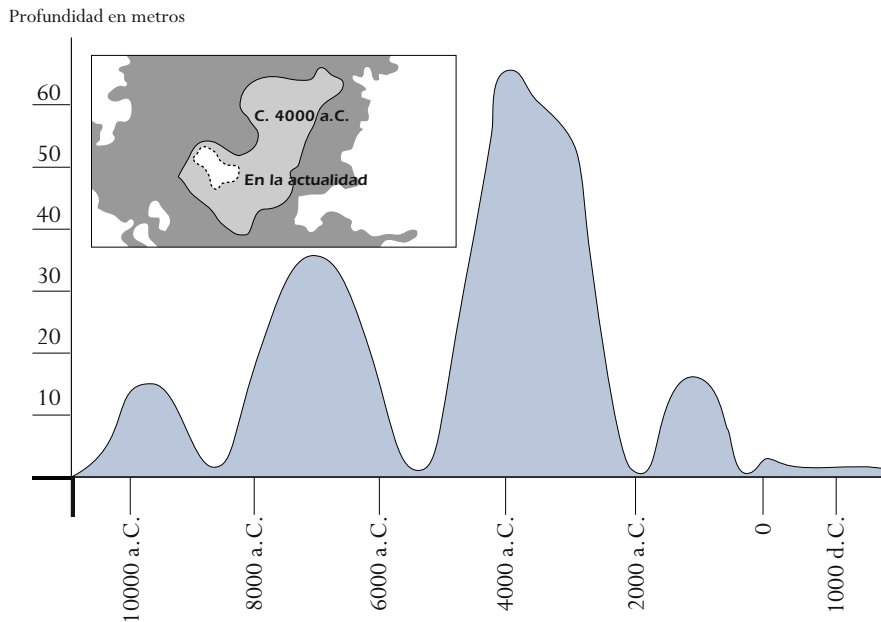 Profundidad en metros
60
50
40
30
20
10
C. 4000 a.C.
En la actualidad
10000 a.C.
8000 a.C.
6000 a.C.
4000 a.C.
2000 a.C.
0
1000 d.C.